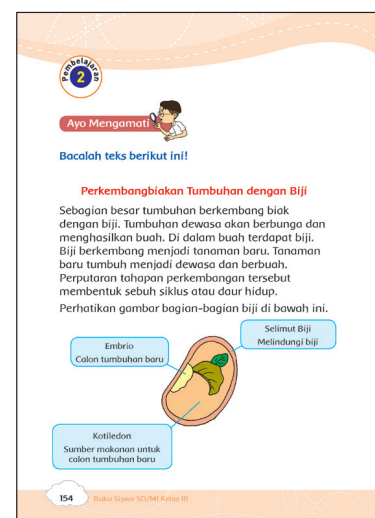 Pembelajaran
2
Ayo Mengamati
Bacalah teks berikut ini!
Perkembangbiakan Tumbuhan dengan Biji
Sebagian besar tumbuhan berkembang biak
dengan biji. Tumbuhan dewasa akan berbunga dan
menghasilkan buah. Di dalam buah terdapat biji.
Biji berkembang menjadi tanaman baru. Tanaman
baru tumbuh menjadi dewasa dan berbuah.
Perputaran tahapan perkembangan tersebut
membentuk sebuh siklus atau daur hidup.
Perhatikan gambar bagian-bagian biji di bawah ini.
Selimut Biji
Melindungi biji
Embrio
Calon tumbuhan baru
Kotiledon
Sumber makanan untuk
calon tumbuhan baru
154 Buku Siswa SD/MI Kelas III